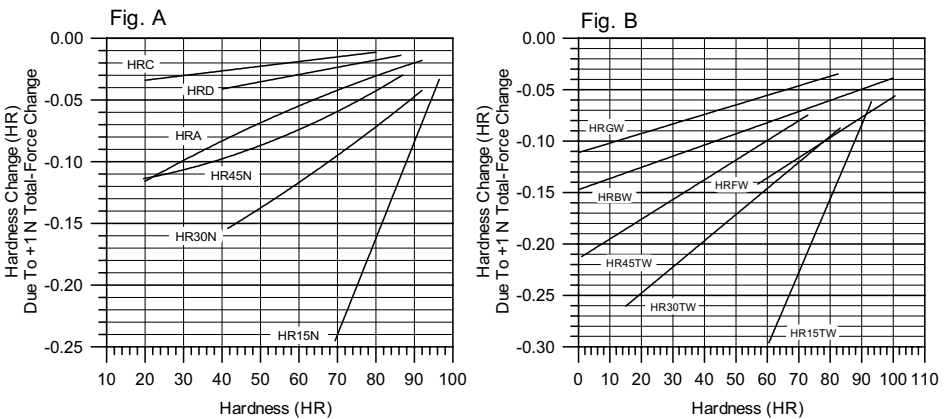 Fig. A
Hardness Change (HR)
Due To +1 N Total-Force Change
0.00
-0.05
-0.10
-0.15
-0.20
-0.25
HRC
HRD
HRA
HR45N
HR30N
HR15N
10 20 30 40 50 60 70 80 90 100
Hardness (HR)
Fig. B
Hardness Change (HR)
Due To +1 N Total-Force Change
0.00
-0.05
-0.10
-0.15
-0.20
-0.25
-0.30
HRGW
HRBW
HRFW
HR45TW
HR30TW
HR15TW
0 10 20 30 40 50 60 70 80 90 100 110
Hardness (HR)